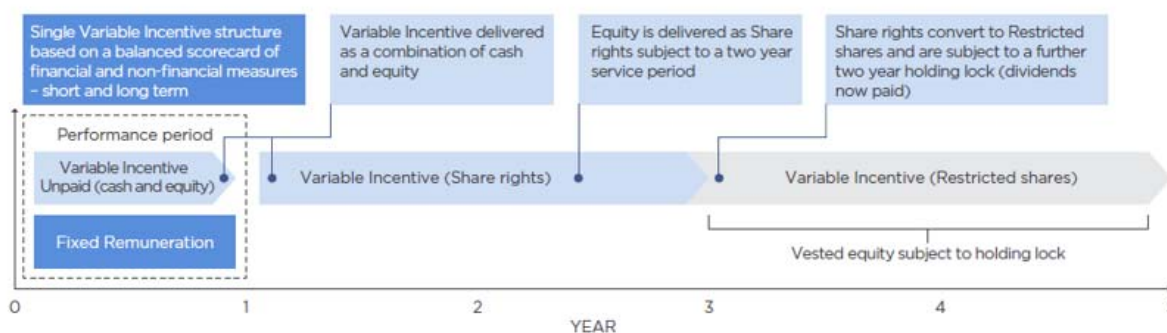 Single Variable Incentive structure
based on a balanced scorecard of
financial and non-financial measures
– short and long term
Variable Incentive delivered
as a combination of cash
and equity
Equity is delivered as Share
rights subject to a two year
service period
Share rights convert to Restricted
shares and are subject to a further
two year holding lock (dividends
now paid)
Performance period
Variable Incentive
Unpaid (cash and equity)
Variable Incentive (Share rights)
Variable Incentive (Restricted shares)
Fixed Remuneration
Vested equity subject to holding lock
0
1
2
3
4
YEAR